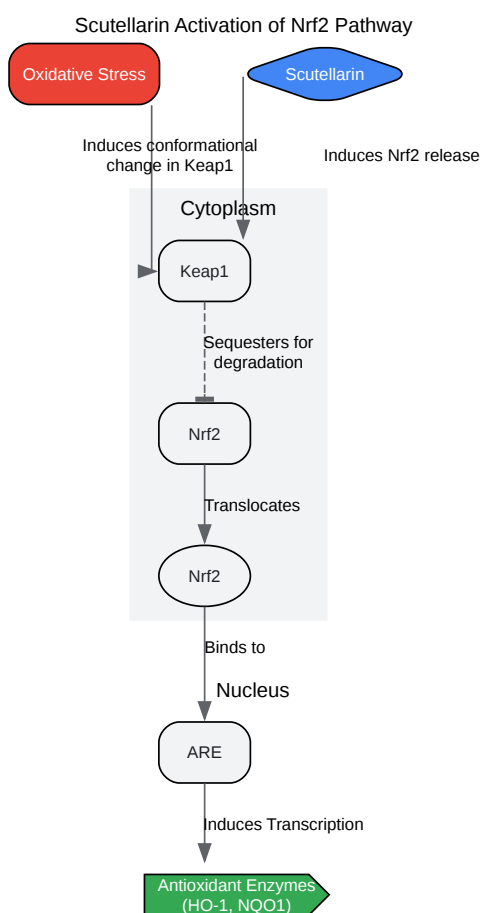 Scutellarin Activation of Nrf2 Pathway
Oxidative Stress
Scutellarin
Induces conformational
change in Keap1
Induces Nrf2 release
Cytoplasm
Keap1
Sequesters for
degradation
Nrf2
Translocates
Nrf2
Binds to
Nucleus
ARE
Induces Transcription
Antioxidant Enzymes
(HO-1, NQO1)